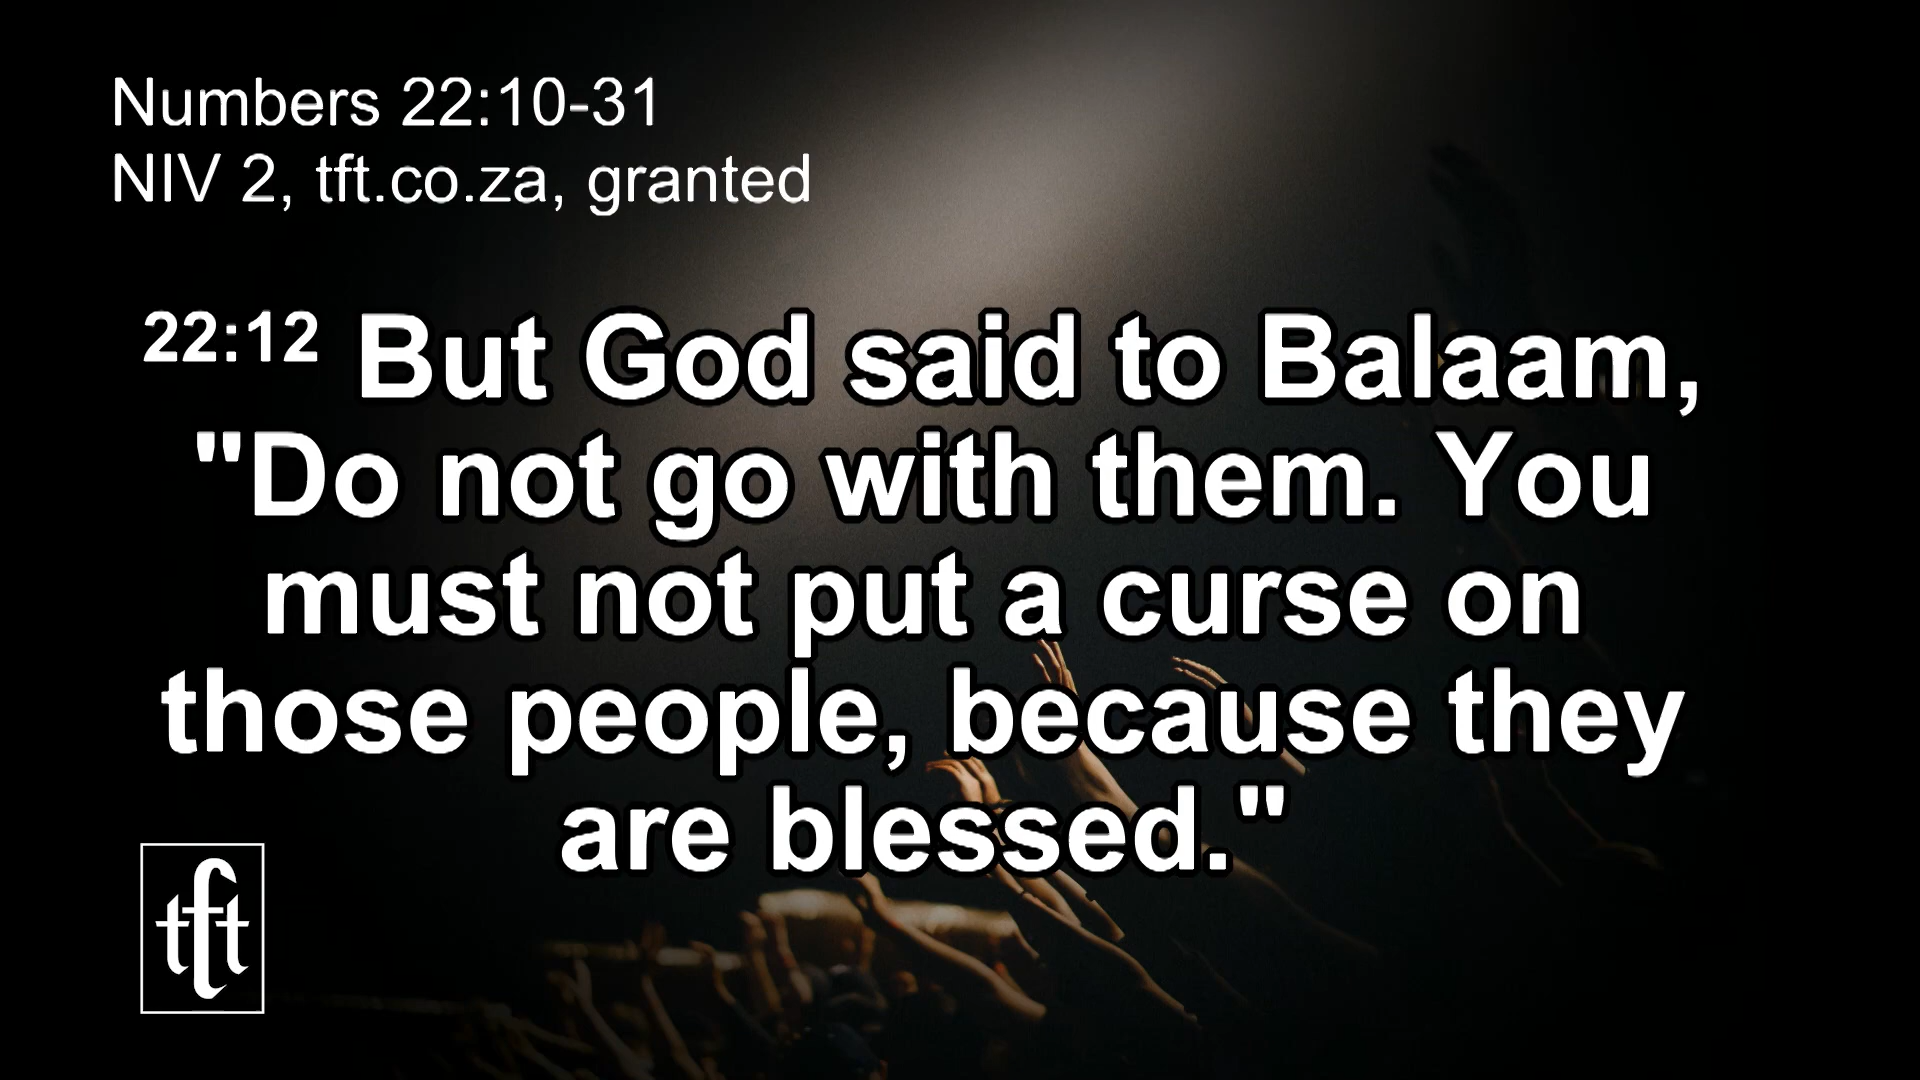 Numbers 22:10-31
NIV 2, tft.co.za, granted
22:12 But God said to Balaam,
"Do not go with them. You
must not put a curse on
those people, because they
are blessed."
tft